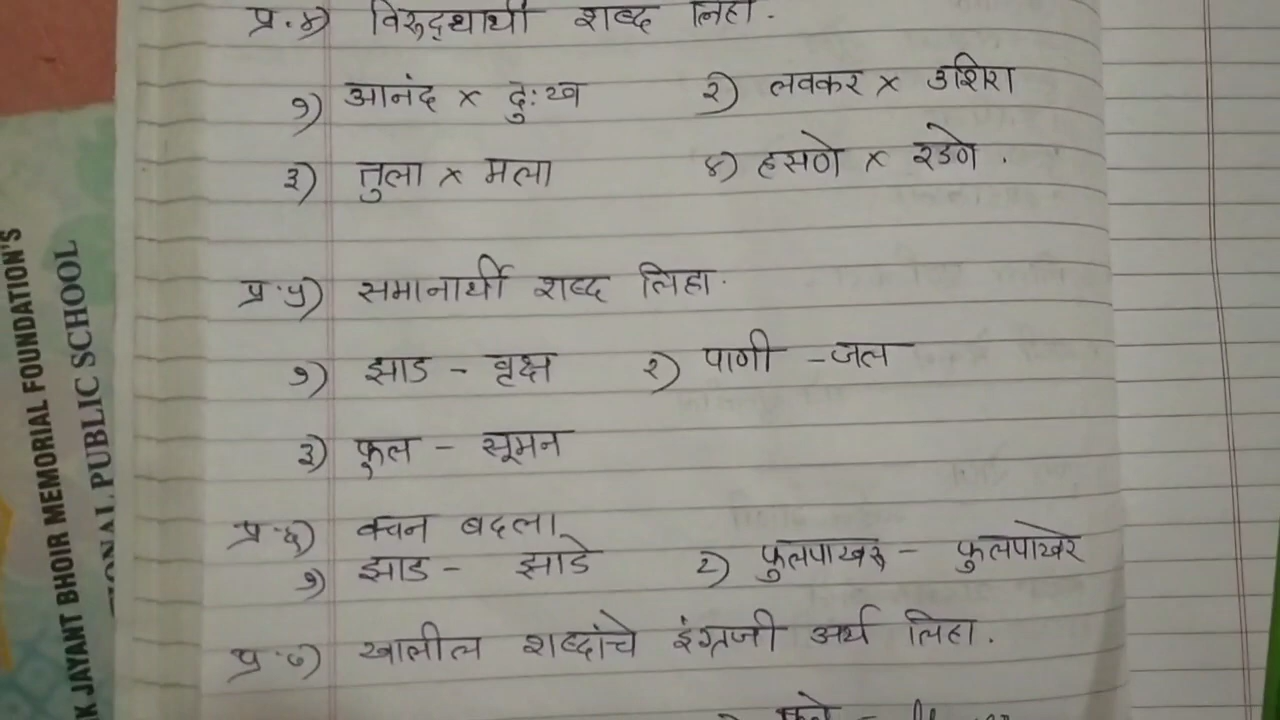 प्र.४) विरूद्धार्थी शब्द लिहा.
१) आनंद x दुःख २) लवकर x उशिरा
३) तुला x मला ४) हसणे x रडणे.
प्र.५) समानार्थी शब्द लिहा.
१) झाड - वृक्ष २) पाणी - जल
३) फुल - सूमन
प्र.६) वचन बदला.
१) झाड - झाडे २) फुलपाखरू - फुलपाखरे
प्र.७) खालील शब्दांचे इंग्रजी अर्थ लिहा.
K JAYANT BHOIR MEMORIAL FOUNDATION'S
IONAL PUBLIC SCHOOL